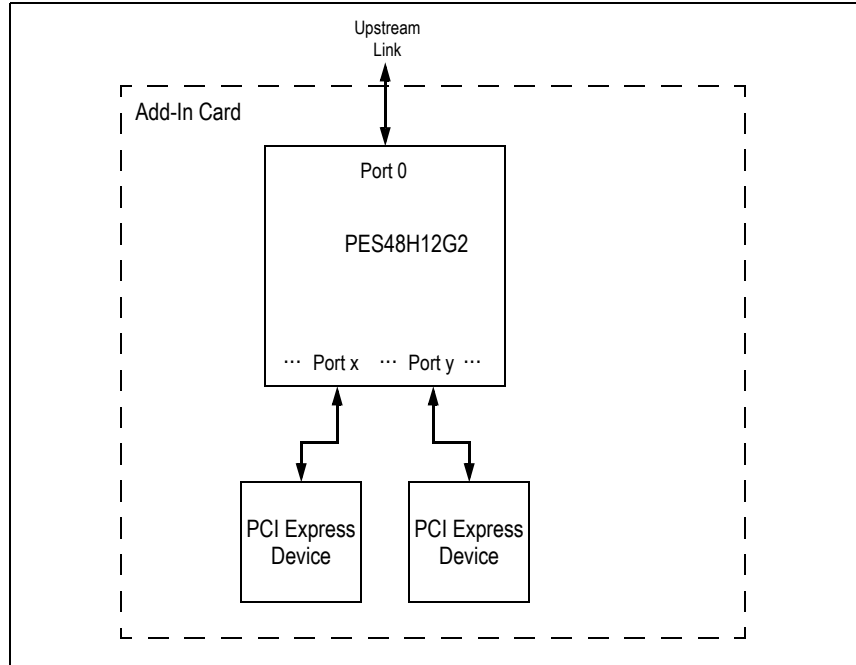 Upstream
Link
Add-In Card
Port 0
PES48H12G2
··· Port x ··· Port y ···
PCI Express
Device
PCI Express
Device